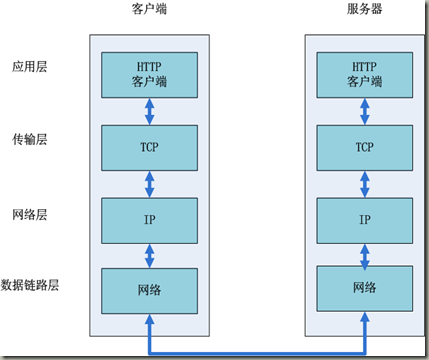 客户端 服务器
应用层 HTTP HTTP
客户端 客户端
传输层 TCP TCP
网络层 IP IP
数据链路层 网络 网络